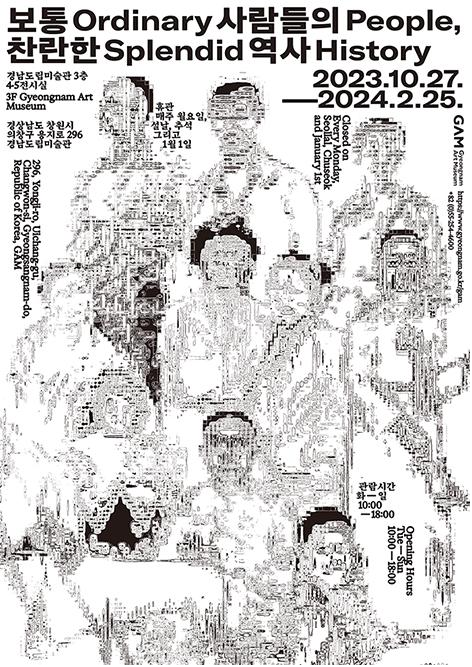 보통 Ordinary 사람들의 People,
찬란한 Splendid 역사 History
2023.10.27.
—2024.2.25.
경남도립미술관 3층
4·5전시실
3F Gyeongnam Art
Museum
경상남도 창원시
의창구 용지로 296
경남도립미술관
296, Yongji-ro, Uichang-gu,
Changwon-si, Gyeongsangnam-do,
Republic of Korea, GAM
휴관
매주 월요일,
설날, 추석
그리고
1월 1일
Closed on
Every Monday,
Seollal, Chuseok
and January 1st
GAM Gyeongnam
Art Museum
https://www.gyeongnam.go.kr/gam
+82 (0)55-254-4600
관람시간
화—일
10:00
—18:00
Opening Hours
Tue—Sun
10:00—18:00